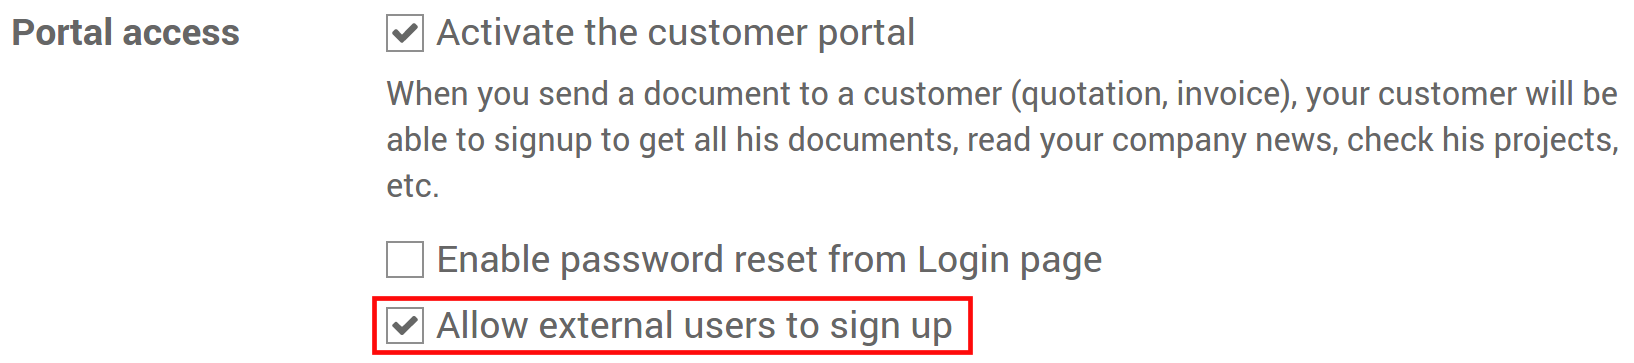 Portal access
Activate the customer portal
When you send a document to a customer (quotation, invoice), your customer will be
able to signup to get all his documents, read your company news, check his projects,
etc.
Enable password reset from Login page
Allow external users to sign up